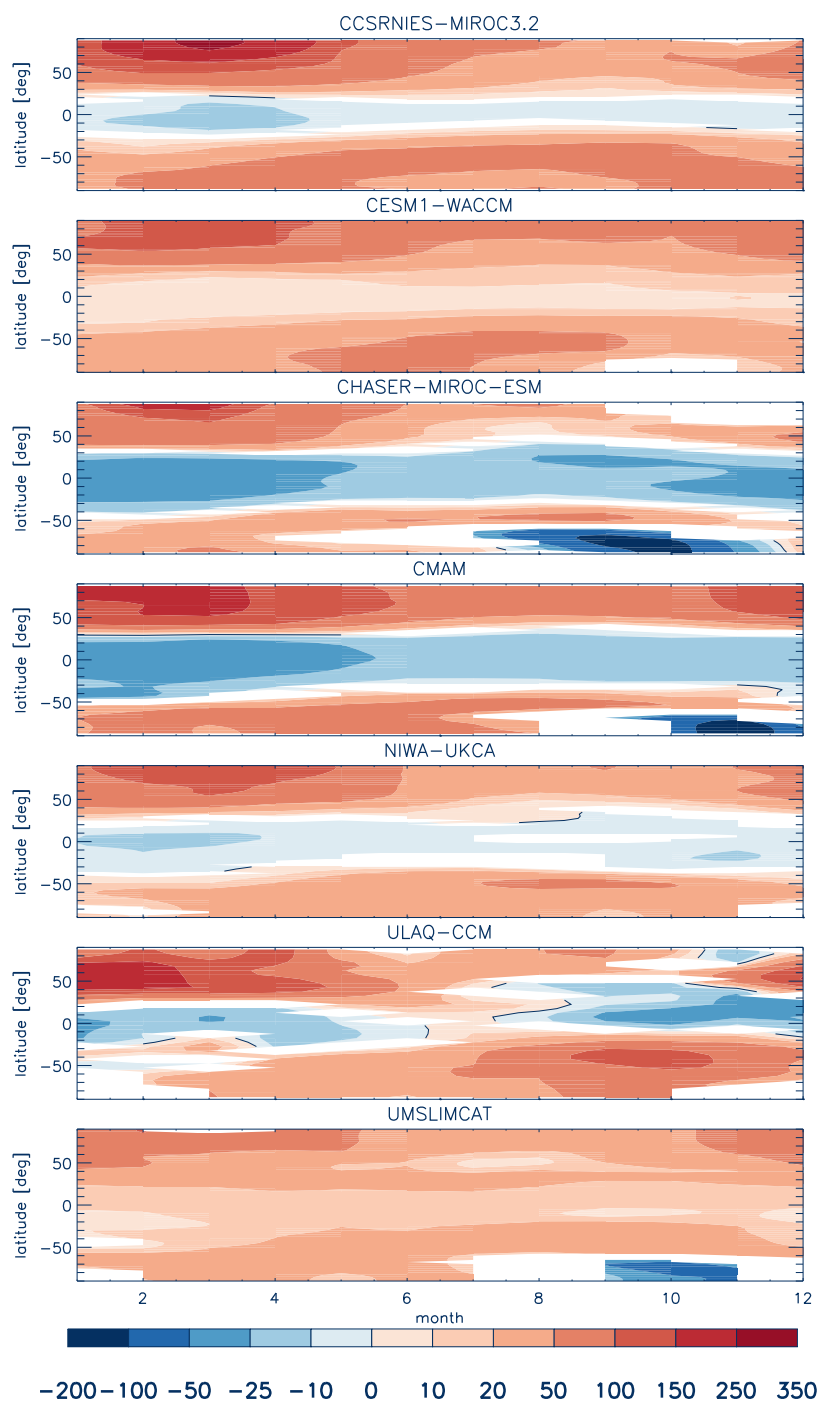 CCSRNIES-MIROC3.2
latitude [deg]
50
0
-50
CESM1-WACCM
latitude [deg]
50
0
-50
CHASER-MIROC-ESM
latitude [deg]
50
0
-50
CMAM
latitude [deg]
50
0
-50
NIWA-UKCA
latitude [deg]
50
0
-50
ULAQ-CCM
latitude [deg]
50
0
-50
UMSLIMCAT
latitude [deg]
50
0
-50
2 4 6 8 10 12
month
-200 -100 -50 -25 -10 0 10 20 50 100 150 250 350